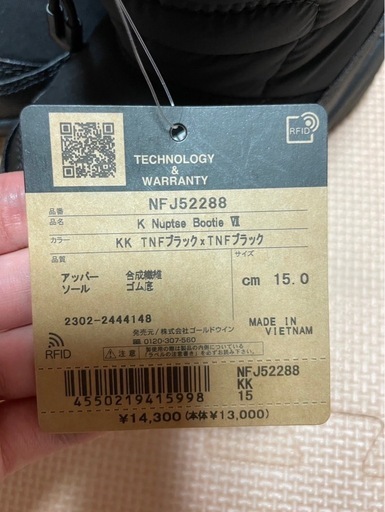 RFID
TECHNOLOGY
&
WARRANTY
品番 NFJ52288
品名 K Nuptse Bootie Ⅶ
カラー KK TNFブラック×TNFブラック サイズ
アッパー 合成繊維 cm 15.0
ソール ゴム底
2302-2444148
発売元/株式会社ゴールドウイン
☎0120-307-560
MADE IN
VIETNAM
RFID
注意
NFJ52288
KK
15
4550219415998
¥14,300(本体¥13,000)